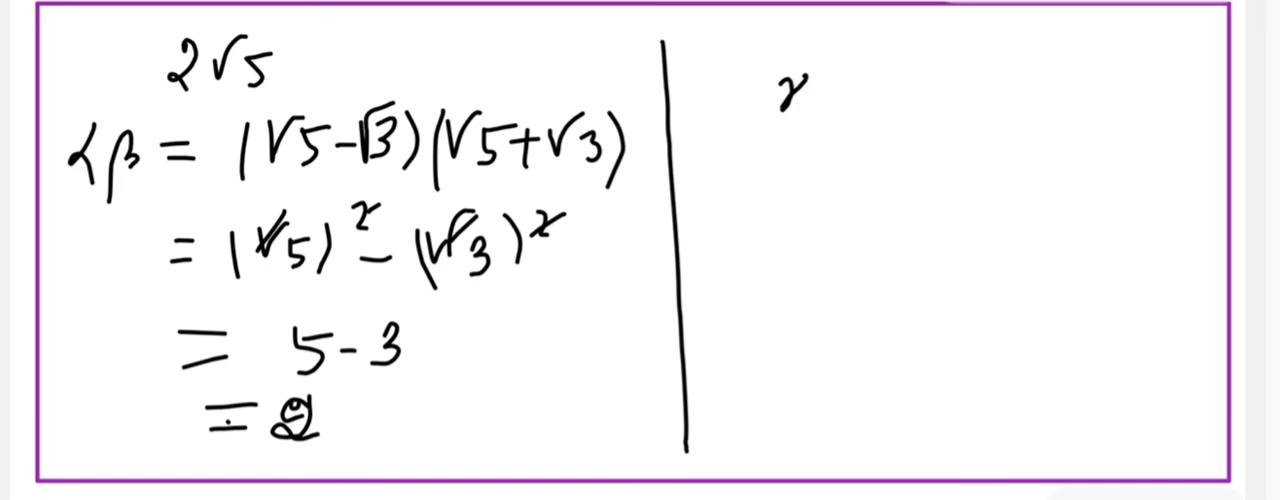 2√5
αβ = (√5-√3)(√5+√3)
= (√5)² - (√3)²
= 5-3
= 2